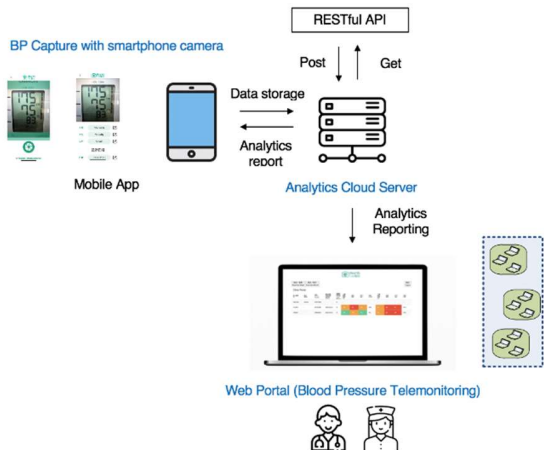 RESTful API
BP Capture with smartphone camera
Post
Get
Data storage
Analytics
report
Mobile App
Analytics Cloud Server
Analytics
Reporting
Web Portal (Blood Pressure Telemonitoring)